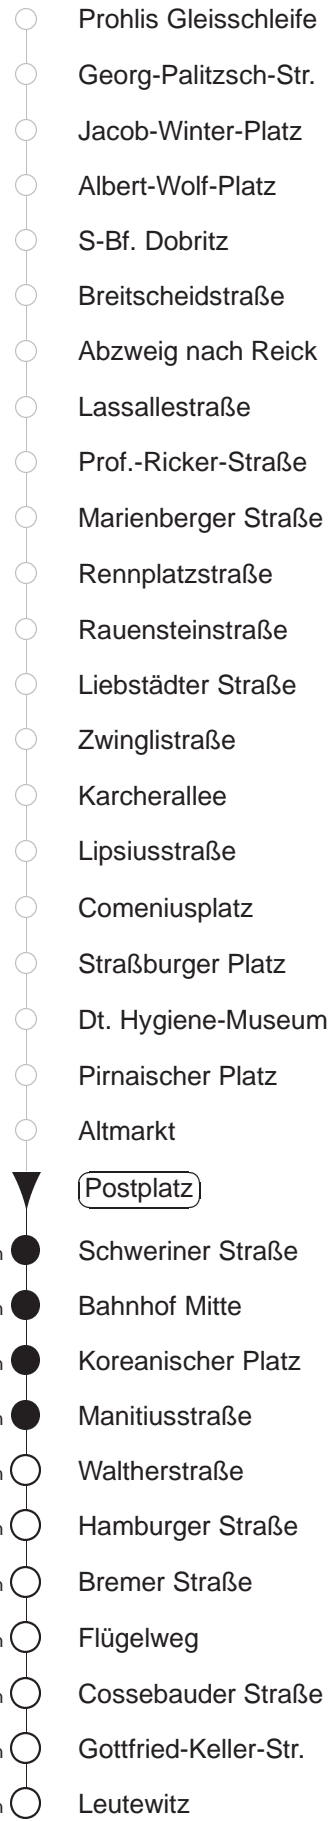 Prohlis Gleisschleife
Georg-Palitzsch-Str.
Jacob-Winter-Platz
Albert-Wolf-Platz
S-Bf. Dobritz
Breitscheidstraße
Abzweig nach Reick
Lassallestraße
Prof.-Ricker-Straße
Marienberger Straße
Rennplatzstraße
Rauensteinstraße
Liebstädter Straße
Zwinglistraße
Karcherallee
Lipsiusstraße
Comeniusplatz
Straßburger Platz
Dt. Hygiene-Museum
Pirnaischer Platz
Altmarkt
Postplatz
Schweriner Straße
Bahnhof Mitte
Koreanischer Platz
Manitiusstraße
Waltherstraße
Hamburger Straße
Bremer Straße
Flügelweg
Cossebauder Straße
Gottfried-Keller-Str.
Leutewitz